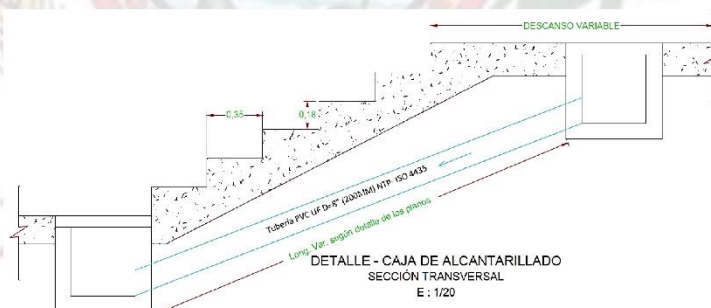 DESCANSO VARIABLE
0,35
0,18
Tubería PVC UF D=8" (200MM) NTP- ISO 4435
Long. Var. según detalle de los planos
DETALLE - CAJA DE ALCANTARILLADO
SECCIÓN TRANSVERSAL
E : 1/20